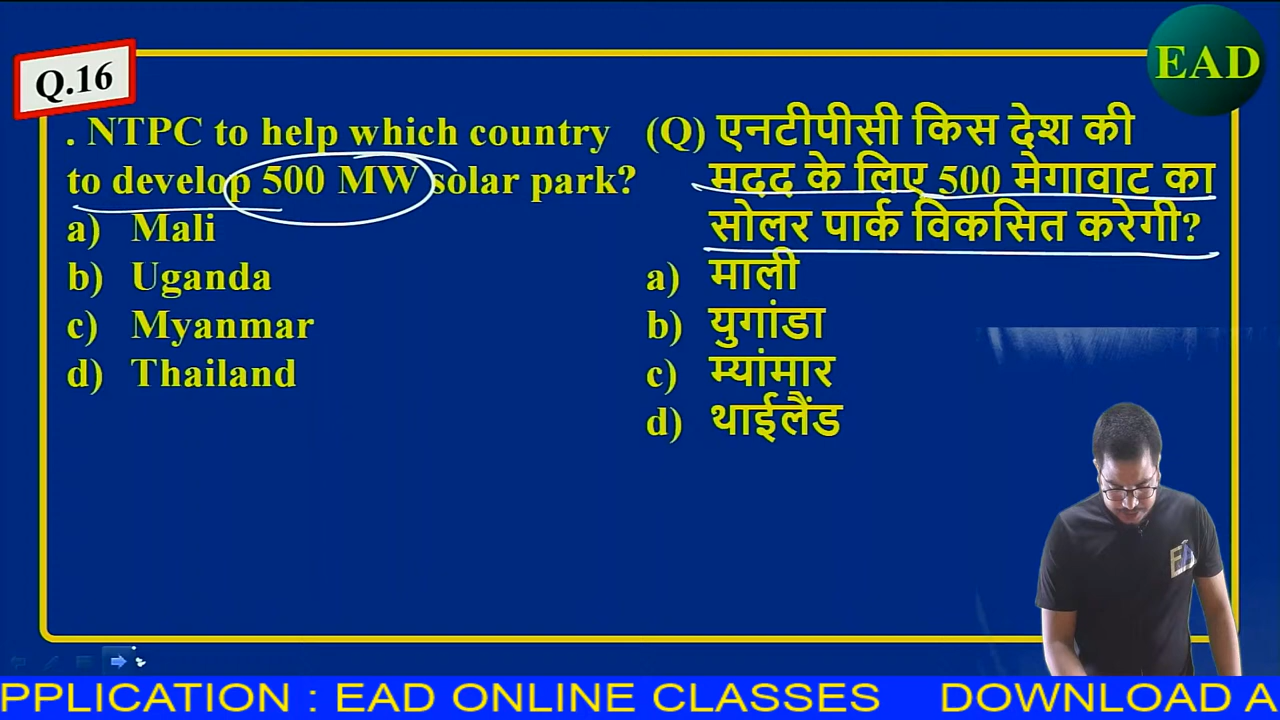 Q.16
EAD
. NTPC to help which country
to develop 500 MW solar park?
a) Mali
b) Uganda
c) Myanmar
d) Thailand
(Q) एनटीपीसी किस देश की
मदद के लिए 500 मेगावाट का
सोलर पार्क विकसित करेगी?
a) माली
b) युगांडा
c) म्यांमार
d) थाईलैंड
PPLICATION : EAD ONLINE CLASSES DOWNLOAD A